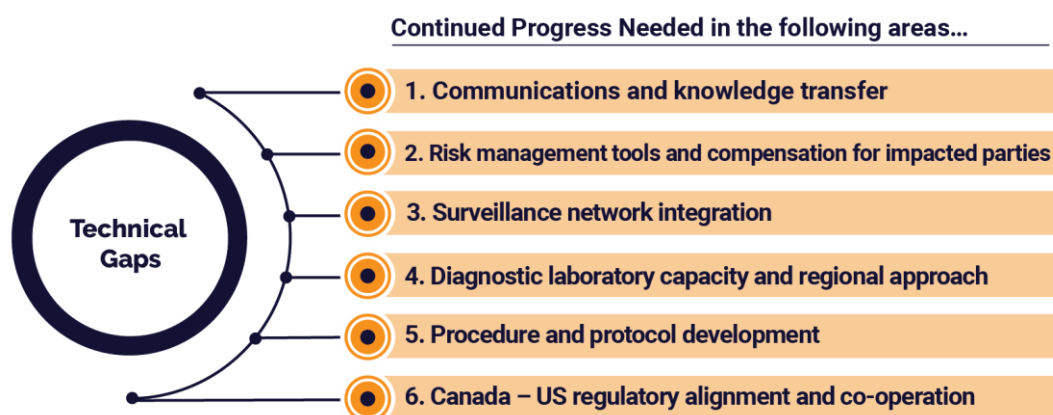 Continued Progress Needed in the following areas...
Technical
Gaps
1. Communications and knowledge transfer
2. Risk management tools and compensation for impacted parties
3. Surveillance network integration
4. Diagnostic laboratory capacity and regional approach
5. Procedure and protocol development
6. Canada – US regulatory alignment and co-operation